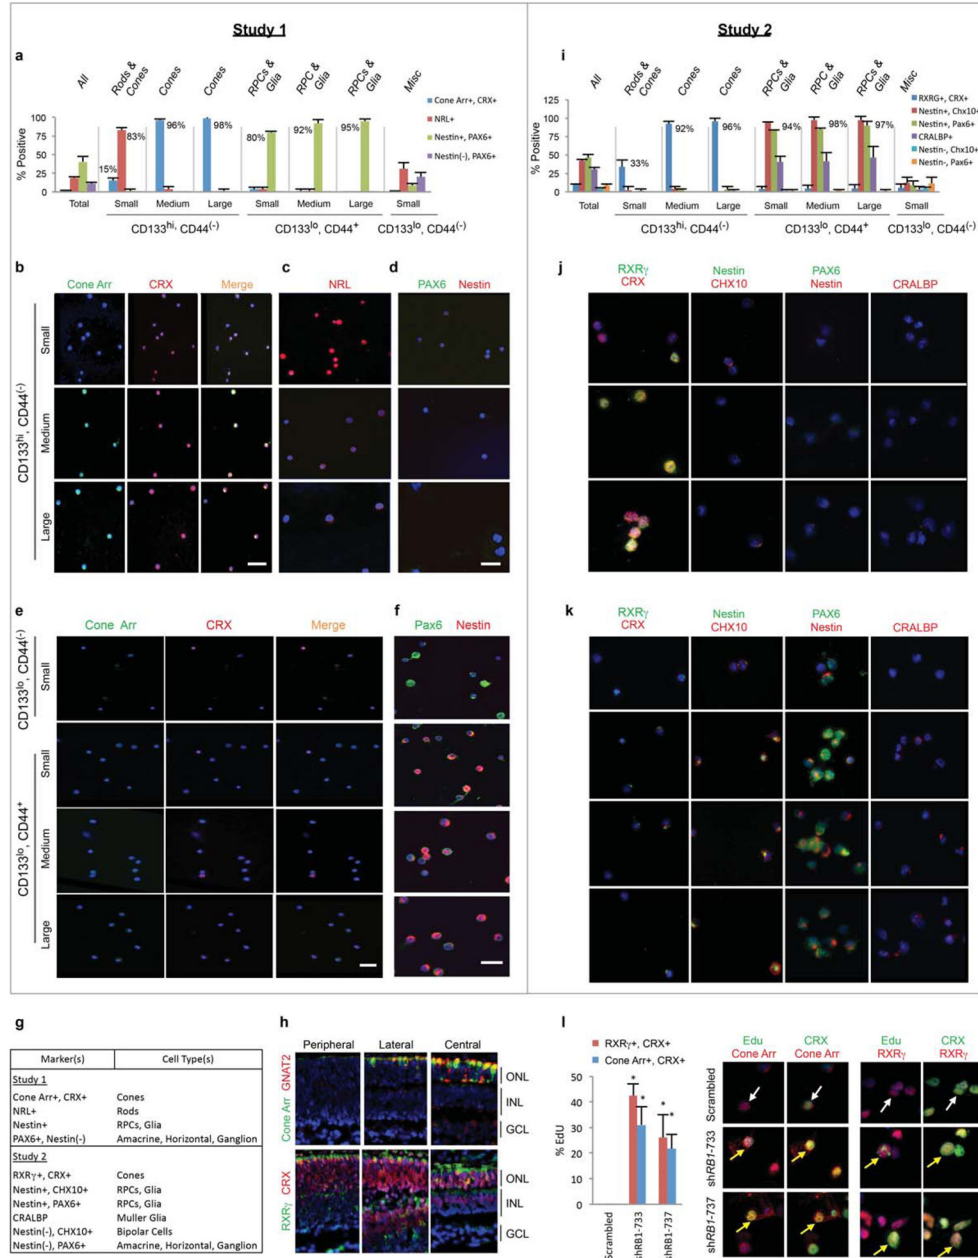 Study 1
a
All
Rods & Cones
Cones
Cones
RPCs & Glia
RPC & Glia
RPCs & Glia
Misc
Cone Arr+, CRX+
NRL+
Nestin+, PAX6+
Nestin(-), PAX6+
% Positive
100
75
50
25
0
15%
83%
96%
98%
80%
92%
95%
Total
Small
Medium
Large
Small
Medium
Large
Small
CD133hi, CD44(-)
CD133lo, CD44+
CD133lo, CD44(-)
b
c
d
Cone Arr
CRX
Merge
NRL
PAX6 Nestin
CD133hi, CD44(-)
Small
Medium
Large
e
f
Cone Arr
CRX
Merge
Pax6 Nestin
CD133lo, CD44(-)
Small
CD133lo, CD44+
Small
Medium
Large
g
Marker(s) Cell Type(s)
Study 1
Cone Arr+, CRX+ Cones
NRL+ Rods
Nestin+ RPCs, Glia
PAX6+, Nestin(-) Amacrine, Horizontal, Ganglion
Study 2
RXRγ+, CRX+ Cones
Nestin+, CHX10+ RPCs, Glia
Nestin+, PAX6+ RPCs, Glia
CRALBP Muller Glia
Nestin(-), CHX10+ Bipolar Cells
Nestin(-), PAX6+ Amacrine, Horizontal, Ganglion
h
Peripheral Lateral Central
Cone Arr GNAT2
ONL
INL
GCL
RXRγ CRX
ONL
INL
GCL
Study 2
i
All
Rods & Cones
Cones
Cones
RPCs & Glia
RPC & Glia
RPCs & Glia
Misc
RXRG+, CRX+
Nestin+, Chx10+
Nestin+, Pax6+
CRALBP+
Nestin-, Chx10+
Nestin-, Pax6+
% Positive
125
100
75
50
25
0
33%
92%
96%
94%
98%
97%
Total
Small
Medium
Large
Small
Medium
Large
Small
CD133hi, CD44(-)
CD133lo, CD44+
CD133lo, CD44(-)
j
RXRγ
CRX
Nestin
CHX10
PAX6
Nestin
CRALBP
k
RXRγ
CRX
Nestin
CHX10
PAX6
Nestin
CRALBP
l
RXRγ+, CRX+
Cone Arr+, CRX+
% EdU
50
40
30
20
10
0
*
*
*
*
Scrambled
shRB1-733
shRB1-737
Edu
Cone Arr
CRX
Cone Arr
Edu
RXRγ
CRX
RXRγ
Scrambled
shRB1-733
shRB1-737